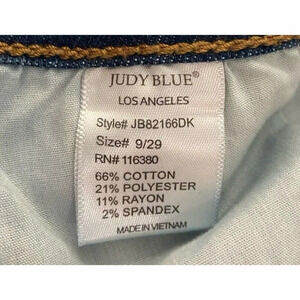 JUDY BLUE®
LOS ANGELES
Style# JB82166DK
Size# 9/29
RN# 116380
66% COTTON
21% POLYESTER
11% RAYON
2% SPANDEX
MADE IN VIETNAM